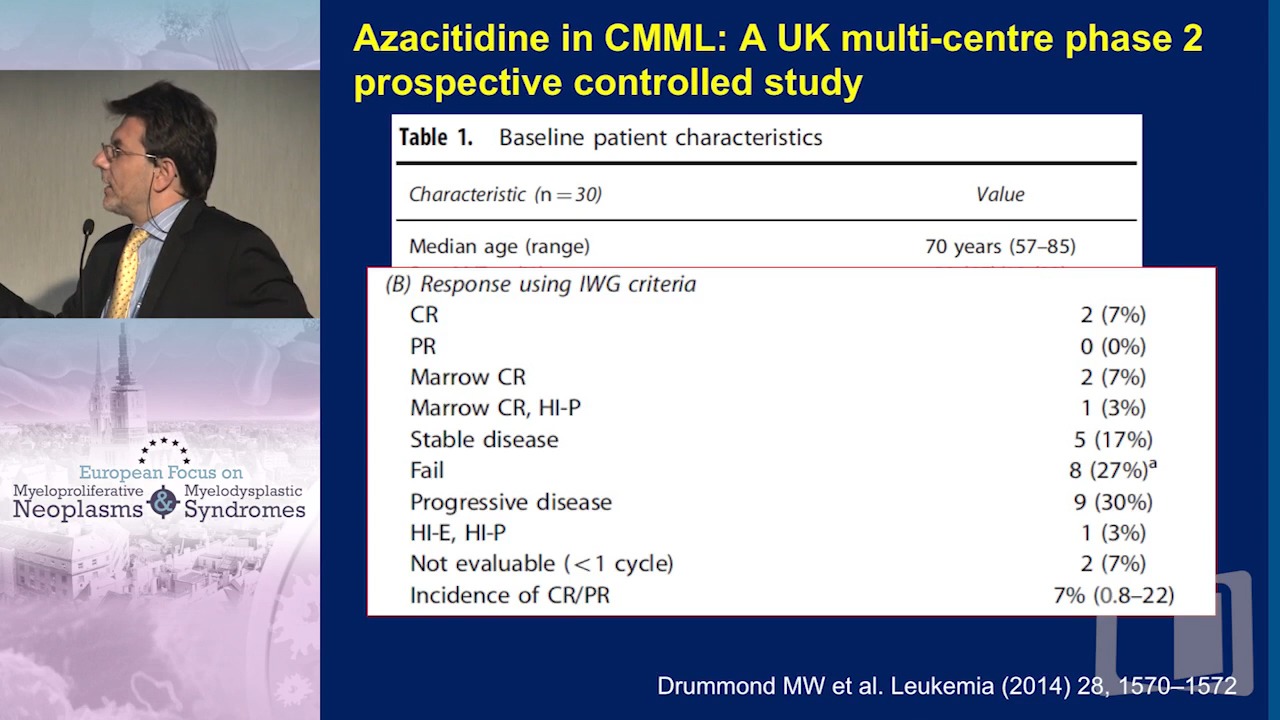 Azacitidine in CMML: A UK multi-centre phase 2
prospective controlled study
Table 1. Baseline patient characteristics
Characteristic (n = 30) Value
Median age (range) 70 years (57–85)
(B) Response using IWG criteria
CR 2 (7%)
PR 0 (0%)
Marrow CR 2 (7%)
Marrow CR, HI-P 1 (3%)
Stable disease 5 (17%)
Fail 8 (27%)ᵃ
Progressive disease 9 (30%)
HI-E, HI-P 1 (3%)
Not evaluable (<1 cycle) 2 (7%)
Incidence of CR/PR 7% (0.8–22)
Drummond MW et al. Leukemia (2014) 28, 1570–1572
European Focus on
Myeloproliferative Neoplasms
&
Myelodysplastic Syndromes